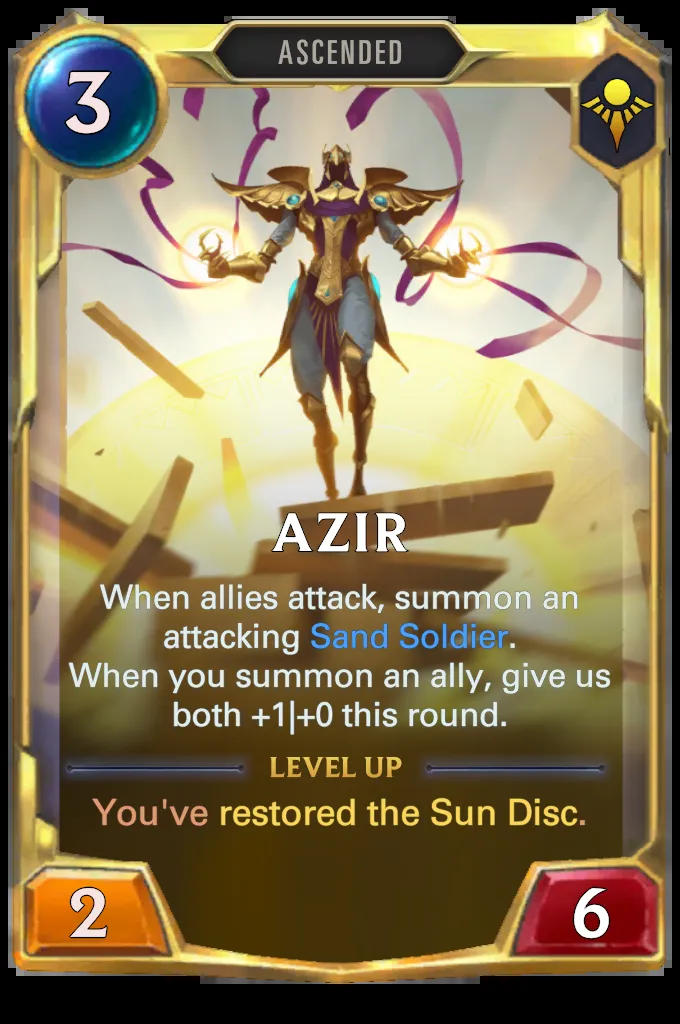 ASCENDED
3
AZIR
When allies attack, summon an
attacking Sand Soldier.
When you summon an ally, give us
both +1|+0 this round.
LEVEL UP
You've restored the Sun Disc.
2
6